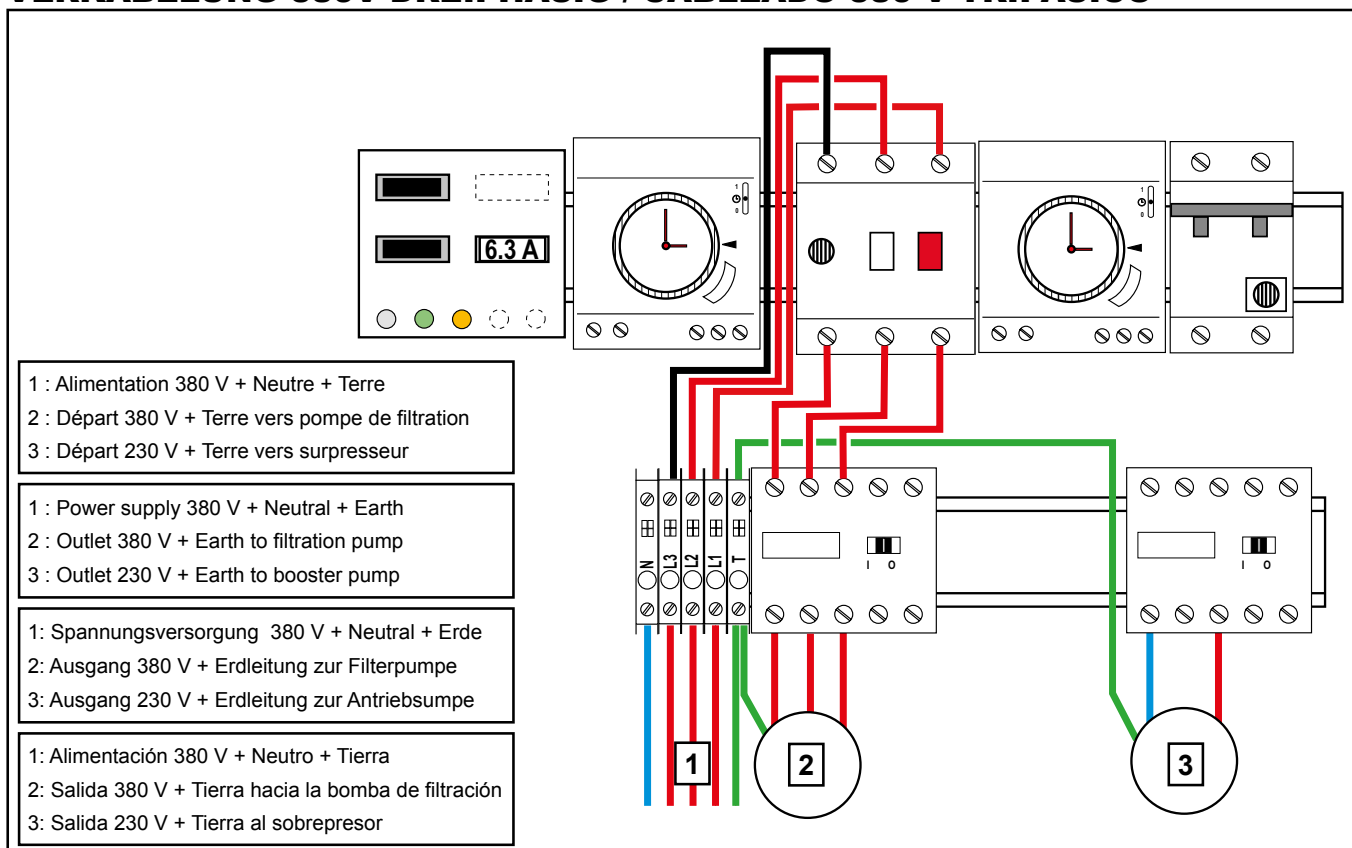 VERKABELUNG 380V DREIPHASIG / CABLEADO 380 V TRIFÁSICO
1
0
6.3 A
1
0
1 : Alimentation 380 V + Neutre + Terre
2 : Départ 380 V + Terre vers pompe de filtration
3 : Départ 230 V + Terre vers surpresseur
1 : Power supply 380 V + Neutral + Earth
2 : Outlet 380 V + Earth to filtration pump
3 : Outlet 230 V + Earth to booster pump
1: Spannungsversorgung 380 V + Neutral + Erde
2: Ausgang 380 V + Erdleitung zur Filterpumpe
3: Ausgang 230 V + Erdleitung zur Antriebsumpe
1: Alimentación 380 V + Neutro + Tierra
2: Salida 380 V + Tierra hacia la bomba de filtración
3: Salida 230 V + Tierra al sobrepresor
N
L3
L2
L1
T
I O
I O
1
2
3